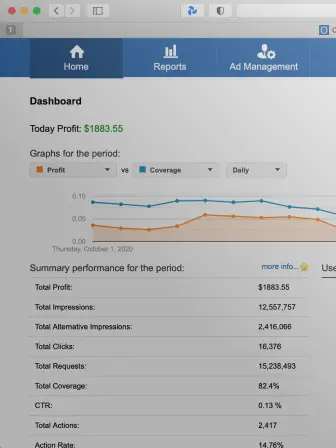 T
Home
Reports
Ad Management
Dashboard
Today Profit: $1883.55
Graphs for the period:
Profit vs Coverage Daily
0.10
0.05
0.00
Thursday, October 1, 2020
Summary performance for the period: more info...
Use
Total Profit: $1883.55
Total Impressions: 12,557,757
Total Alternative Impressions: 2,416,066
Total Clicks: 16,376
Total Requests: 15,238,493
Total Coverage: 82.4%
CTR: 0.13 %
Total Actions: 2,417
Action Rate: 14.76%